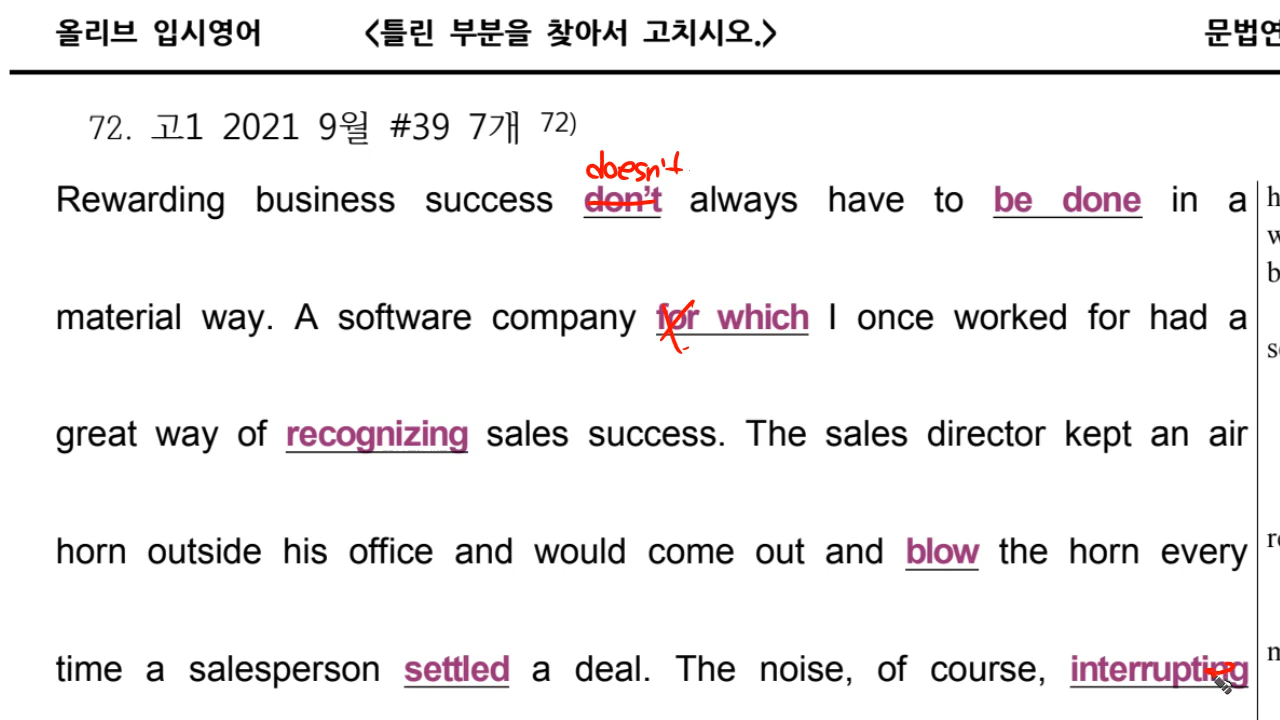 올리브 입시영어 <틀린 부분을 찾아서 고치시오.> 문법연
72. 고1 2021 9월 #39 7개 72)
doesn't
Rewarding business success don't always have to be done in a
material way. A software company for which I once worked for had a
great way of recognizing sales success. The sales director kept an air
horn outside his office and would come out and blow the horn every
time a salesperson settled a deal. The noise, of course, interrupting